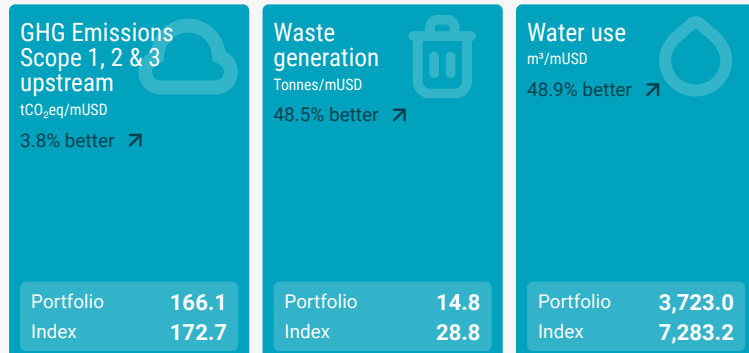 GHG Emissions
Scope 1, 2 & 3
upstream
tCO₂eq/mUSD
3.8% better
Portfolio 166.1
Index 172.7
Waste
generation
Tonnes/mUSD
48.5% better
Portfolio 14.8
Index 28.8
Water use
m³/mUSD
48.9% better
Portfolio 3,723.0
Index 7,283.2